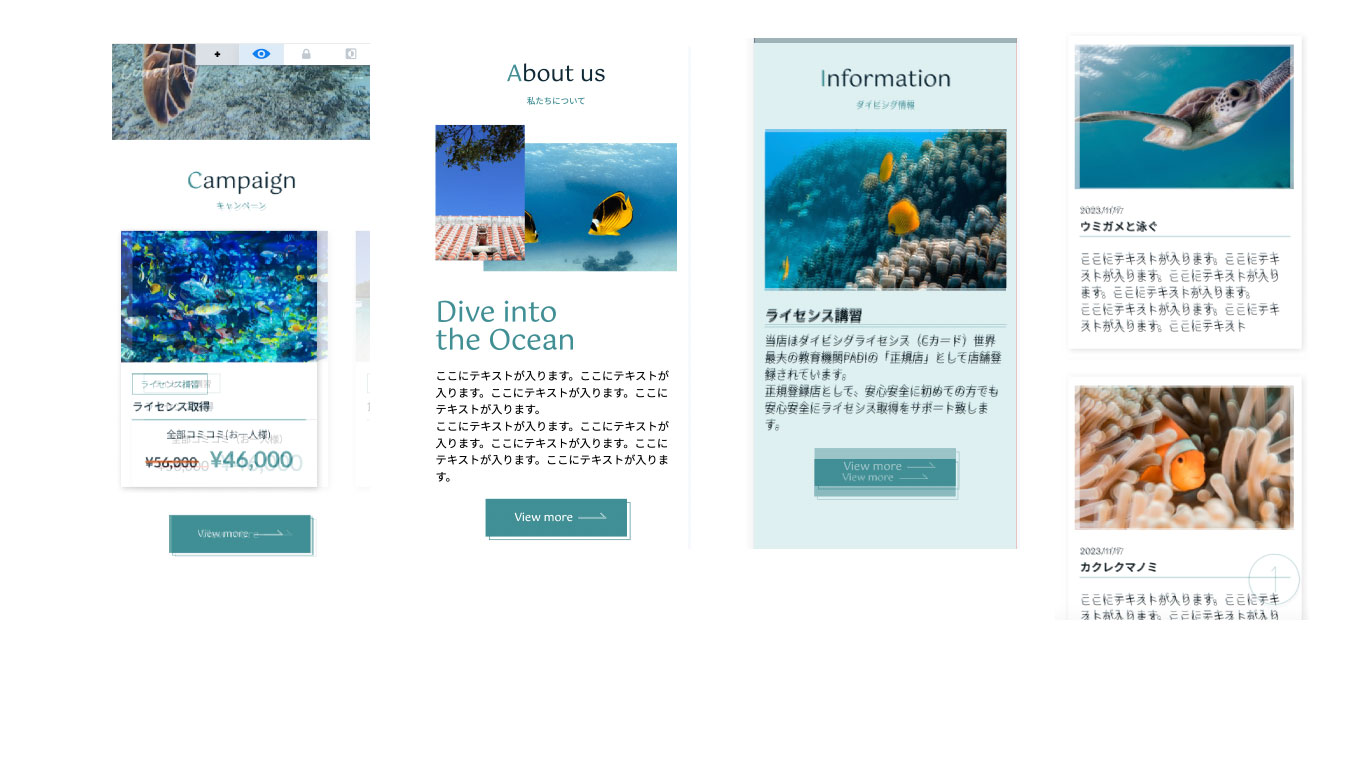 Campaign
キャンペーン
ライセンス講習
ライセンス取得
全部コミコミ(お一人様)
¥56,000 ¥46,000
View more
About us
私たちについて
Dive into
the Ocean
ここにテキストが入ります。ここにテキストが
入ります。ここにテキストが入ります。ここに
テキストが入ります。
ここにテキストが入ります。ここにテキストが
入ります。ここにテキストが入ります。ここに
テキストが入ります。ここにテキストが入りま
す。
View more
Information
ダイビング情報
ライセンス講習
当店はダイビングライセンス（Cカード）世界
最大の教育機関PADIの「正規店」として店舗登
録されています。
正規登録店として、安心安全に初めての方でも
安心安全にライセンス取得をサポート致しま
す。
View more
View more
2023/11/17
ウミガメと泳ぐ
ここにテキストが入ります。ここにテキ
ストが入ります。ここにテキストが入り
ます。ここにテキストが入ります。
ここにテキストが入ります。ここにテキ
ストが入ります。ここにテキスト
2023/11/17
カクレクマノミ
ここにテキストが入ります。ここにテキ
ストが入ります。ここにテキストが入り